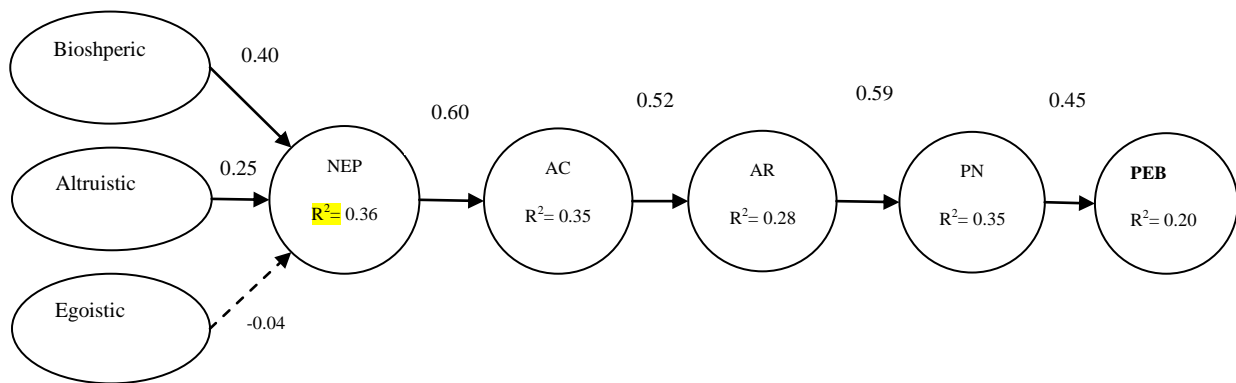 Bioshperic
0.40
Altruistic
0.25
Egoistic
-0.04
NEP
R²= 0.36
0.60
AC
R²= 0.35
0.52
AR
R²= 0.28
0.59
PN
R²= 0.35
0.45
PEB
R²= 0.20